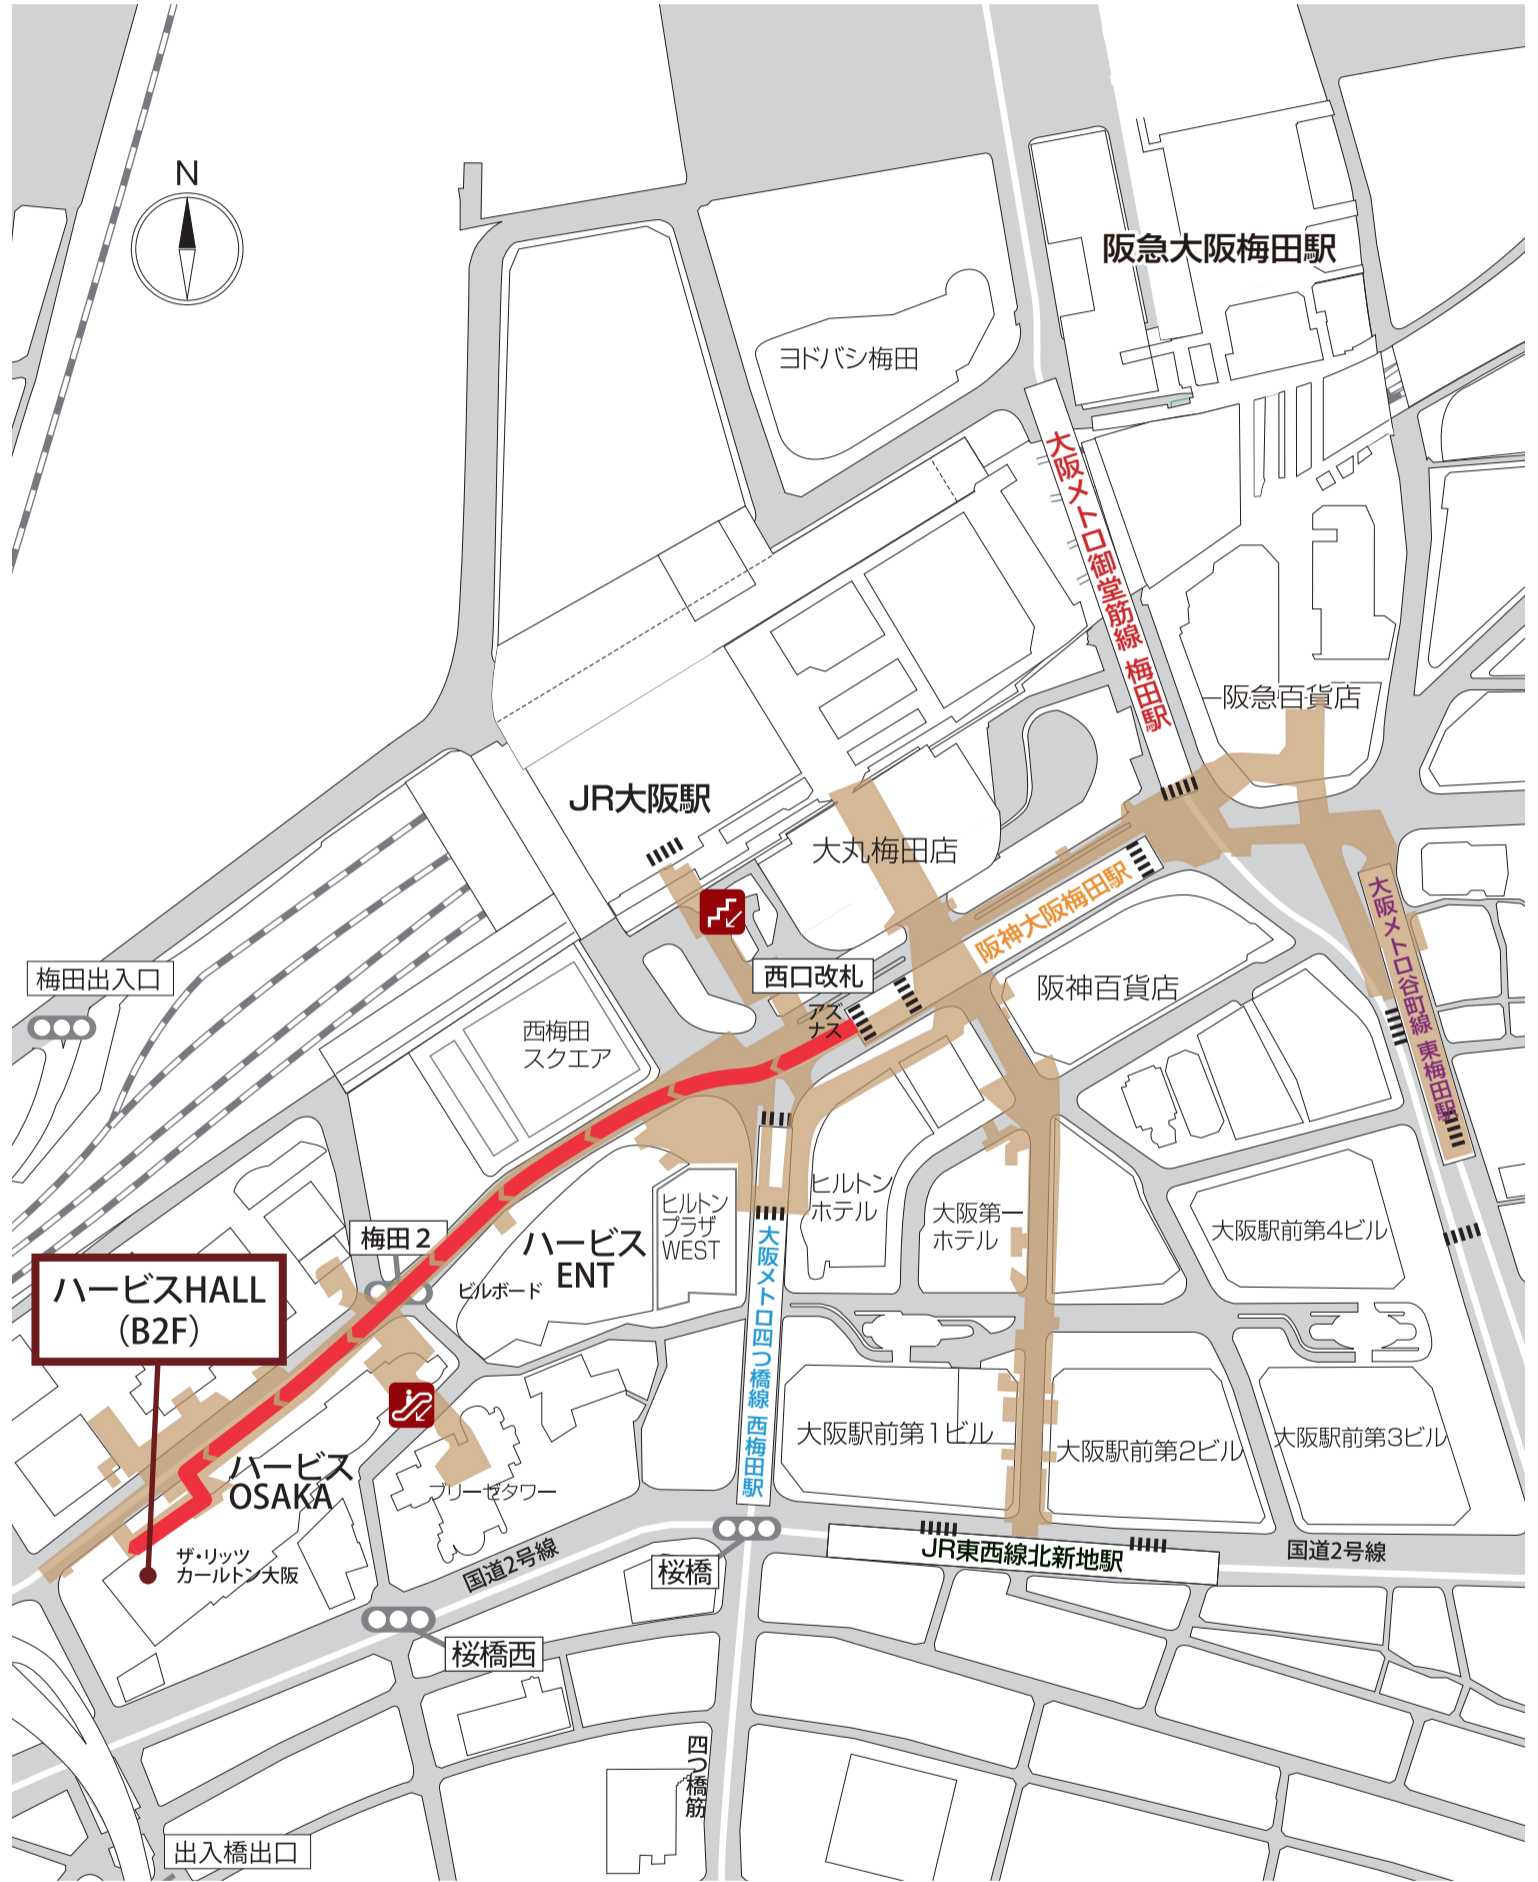 N
阪急大阪梅田駅
ヨドバシ梅田
大阪メトロ御堂筋線 梅田駅
阪急百貨店
JR大阪駅
大丸梅田店
阪神大阪梅田駅
大阪メトロ谷町線 東梅田駅
梅田出入口
西口改札
阪神百貨店
アズ
ナス
西梅田
スクエア
ヒルトン
プラザ
WEST
ヒルトン
ホテル
大阪第一
ホテル
大阪駅前第4ビル
梅田2
ハービス
ENT
ビルボード
ハービスHALL
(B2F)
大阪メトロ四つ橋線 西梅田駅
大阪駅前第1ビル
大阪駅前第2ビル
大阪駅前第3ビル
ハービス
OSAKA
ブリーゼタワー
ザ・リッツ
カールトン大阪
国道2号線
桜橋
JR東西線北新地駅
国道2号線
桜橋西
四つ橋筋
出入橋出口